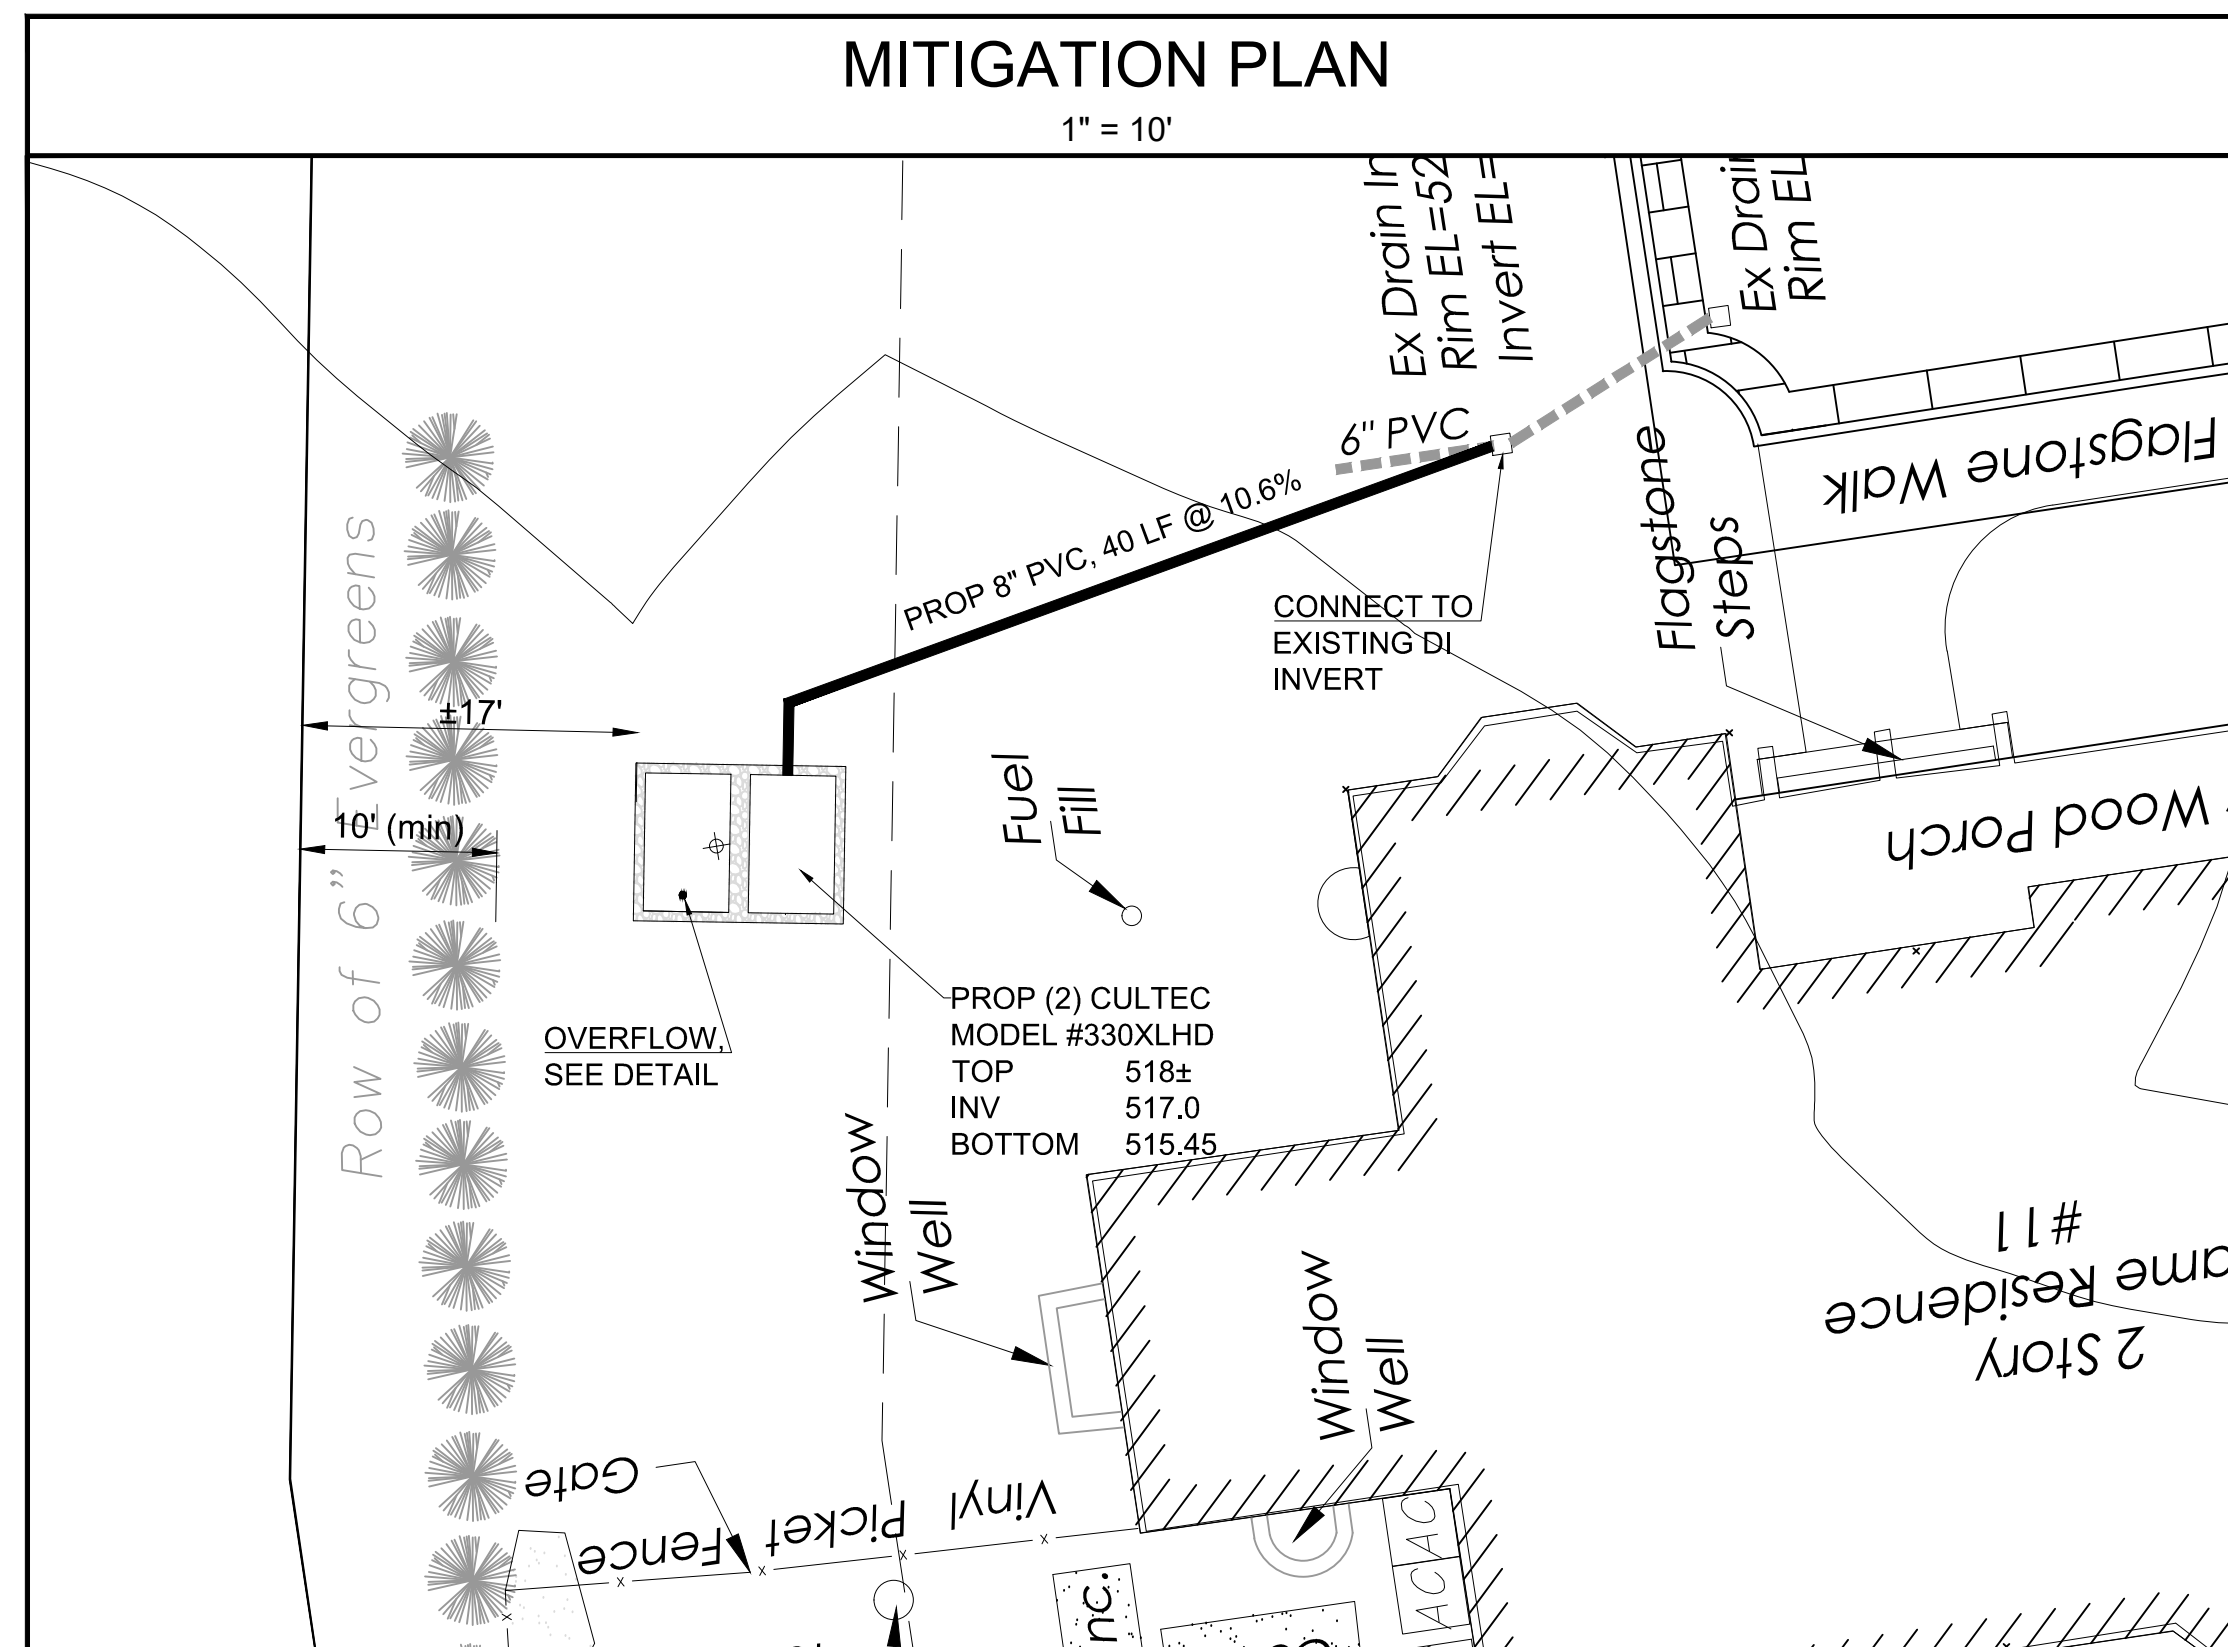 MITIGATION PLAN
1" = 10'
Ex Drain
Rim EL=52
Invert EL=
Ex Drain
Rim EL
6" PVC
PROP 8" PVC, 40 LF @ 10.6%
CONNECT TO
EXISTING DI
INVERT
Flagstone
Steps
Flagstone Walk
Row of 6" Evergreens
±17'
10' (min)
Fuel
Fill
Wood Porch
OVERFLOW,
SEE DETAIL
PROP (2) CULTEC
MODEL #330XLHD
TOP 518±
INV 517.0
BOTTOM 515.45
Window
Well
Window
Well
2 Story
Residence
#11
Gate
Vinyl Picket Fence
AC
AC
nc.